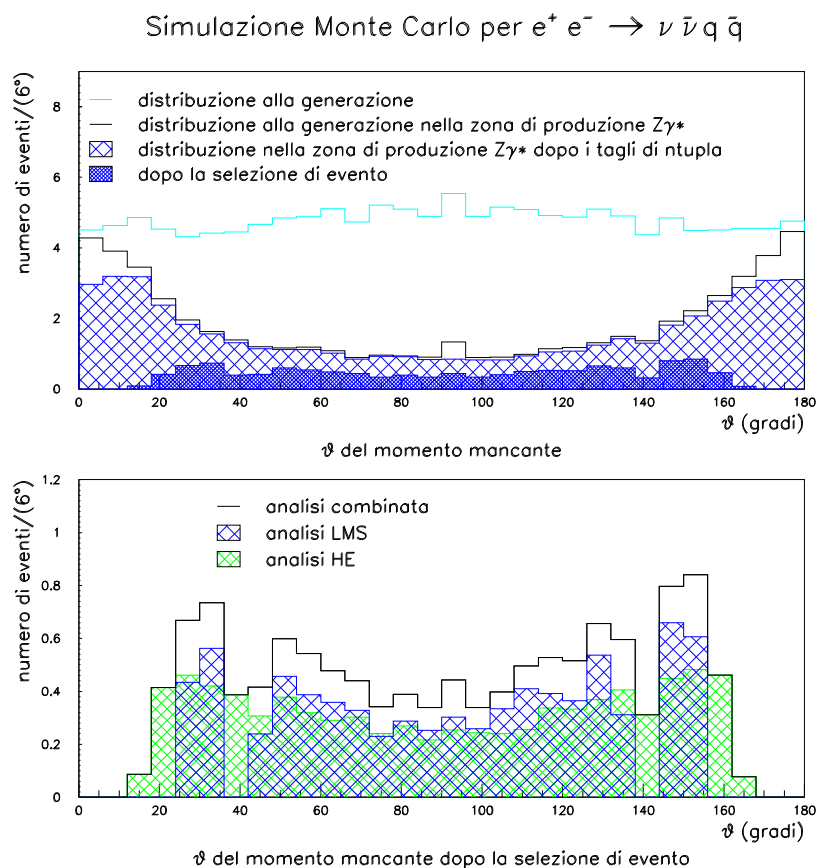 Simulazione Monte Carlo per e⁺ e⁻ → ν ν̄ q q̄
numero di eventi/(6°)
8
6
4
2
0
distribuzione alla generazione
distribuzione alla generazione nella zona di produzione Zγ*
distribuzione nella zona di produzione Zγ* dopo i tagli di ntupla
dopo la selezione di evento
0 20 40 60 80 100 120 140 160 180
ϑ (gradi)
ϑ del momento mancante
numero di eventi/(6°)
1.2
1
0.8
0.6
0.4
0.2
0
analisi combinata
analisi LMS
analisi HE
0 20 40 60 80 100 120 140 160 180
ϑ (gradi)
ϑ del momento mancante dopo la selezione di evento